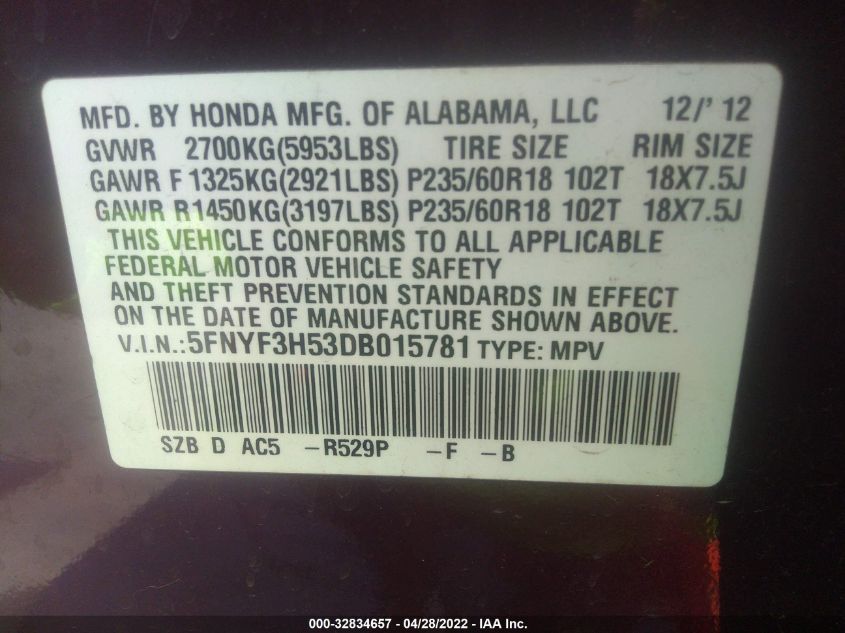 MFD. BY HONDA MFG. OF ALABAMA, LLC 12/'12
GVWR 2700KG(5953LBS) TIRE SIZE RIM SIZE
GAWR F 1325KG(2921LBS) P235/60R18 102T 18X7.5J
GAWR R1450KG(3197LBS) P235/60R18 102T 18X7.5J
THIS VEHICLE CONFORMS TO ALL APPLICABLE
FEDERAL MOTOR VEHICLE SAFETY
AND THEFT PREVENTION STANDARDS IN EFFECT
ON THE DATE OF MANUFACTURE SHOWN ABOVE.
V.I.N.:5FNYF3H53DB015781 TYPE: MPV
SZB D AC5 -R529P -F -B
000-32834657 - 04/28/2022 - IAA Inc.